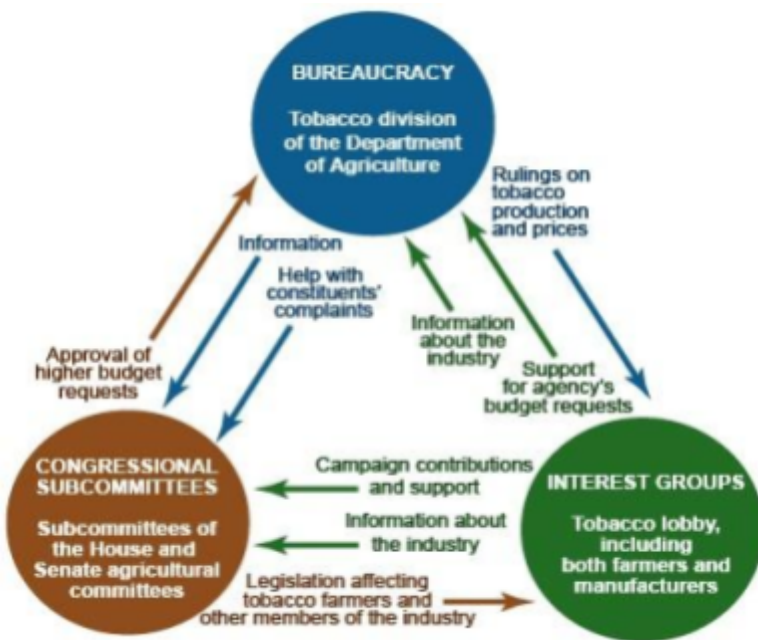 BUREAUCRACY
Tobacco division
of the Department
of Agriculture
Rulings on
tobacco
production
and prices
Information
Help with
constituents'
complaints
Information
about the
industry
Approval of
higher budget
requests
Support
for agency's
budget requests
CONGRESSIONAL
SUBCOMMITTEES
Subcommittees of
the House and
Senate agricultural
committees
Campaign contributions
and support
Information about
the industry
Legislation affecting
tobacco farmers and
other members of the industry
INTEREST GROUPS
Tobacco lobby,
including
both farmers and
manufacturers